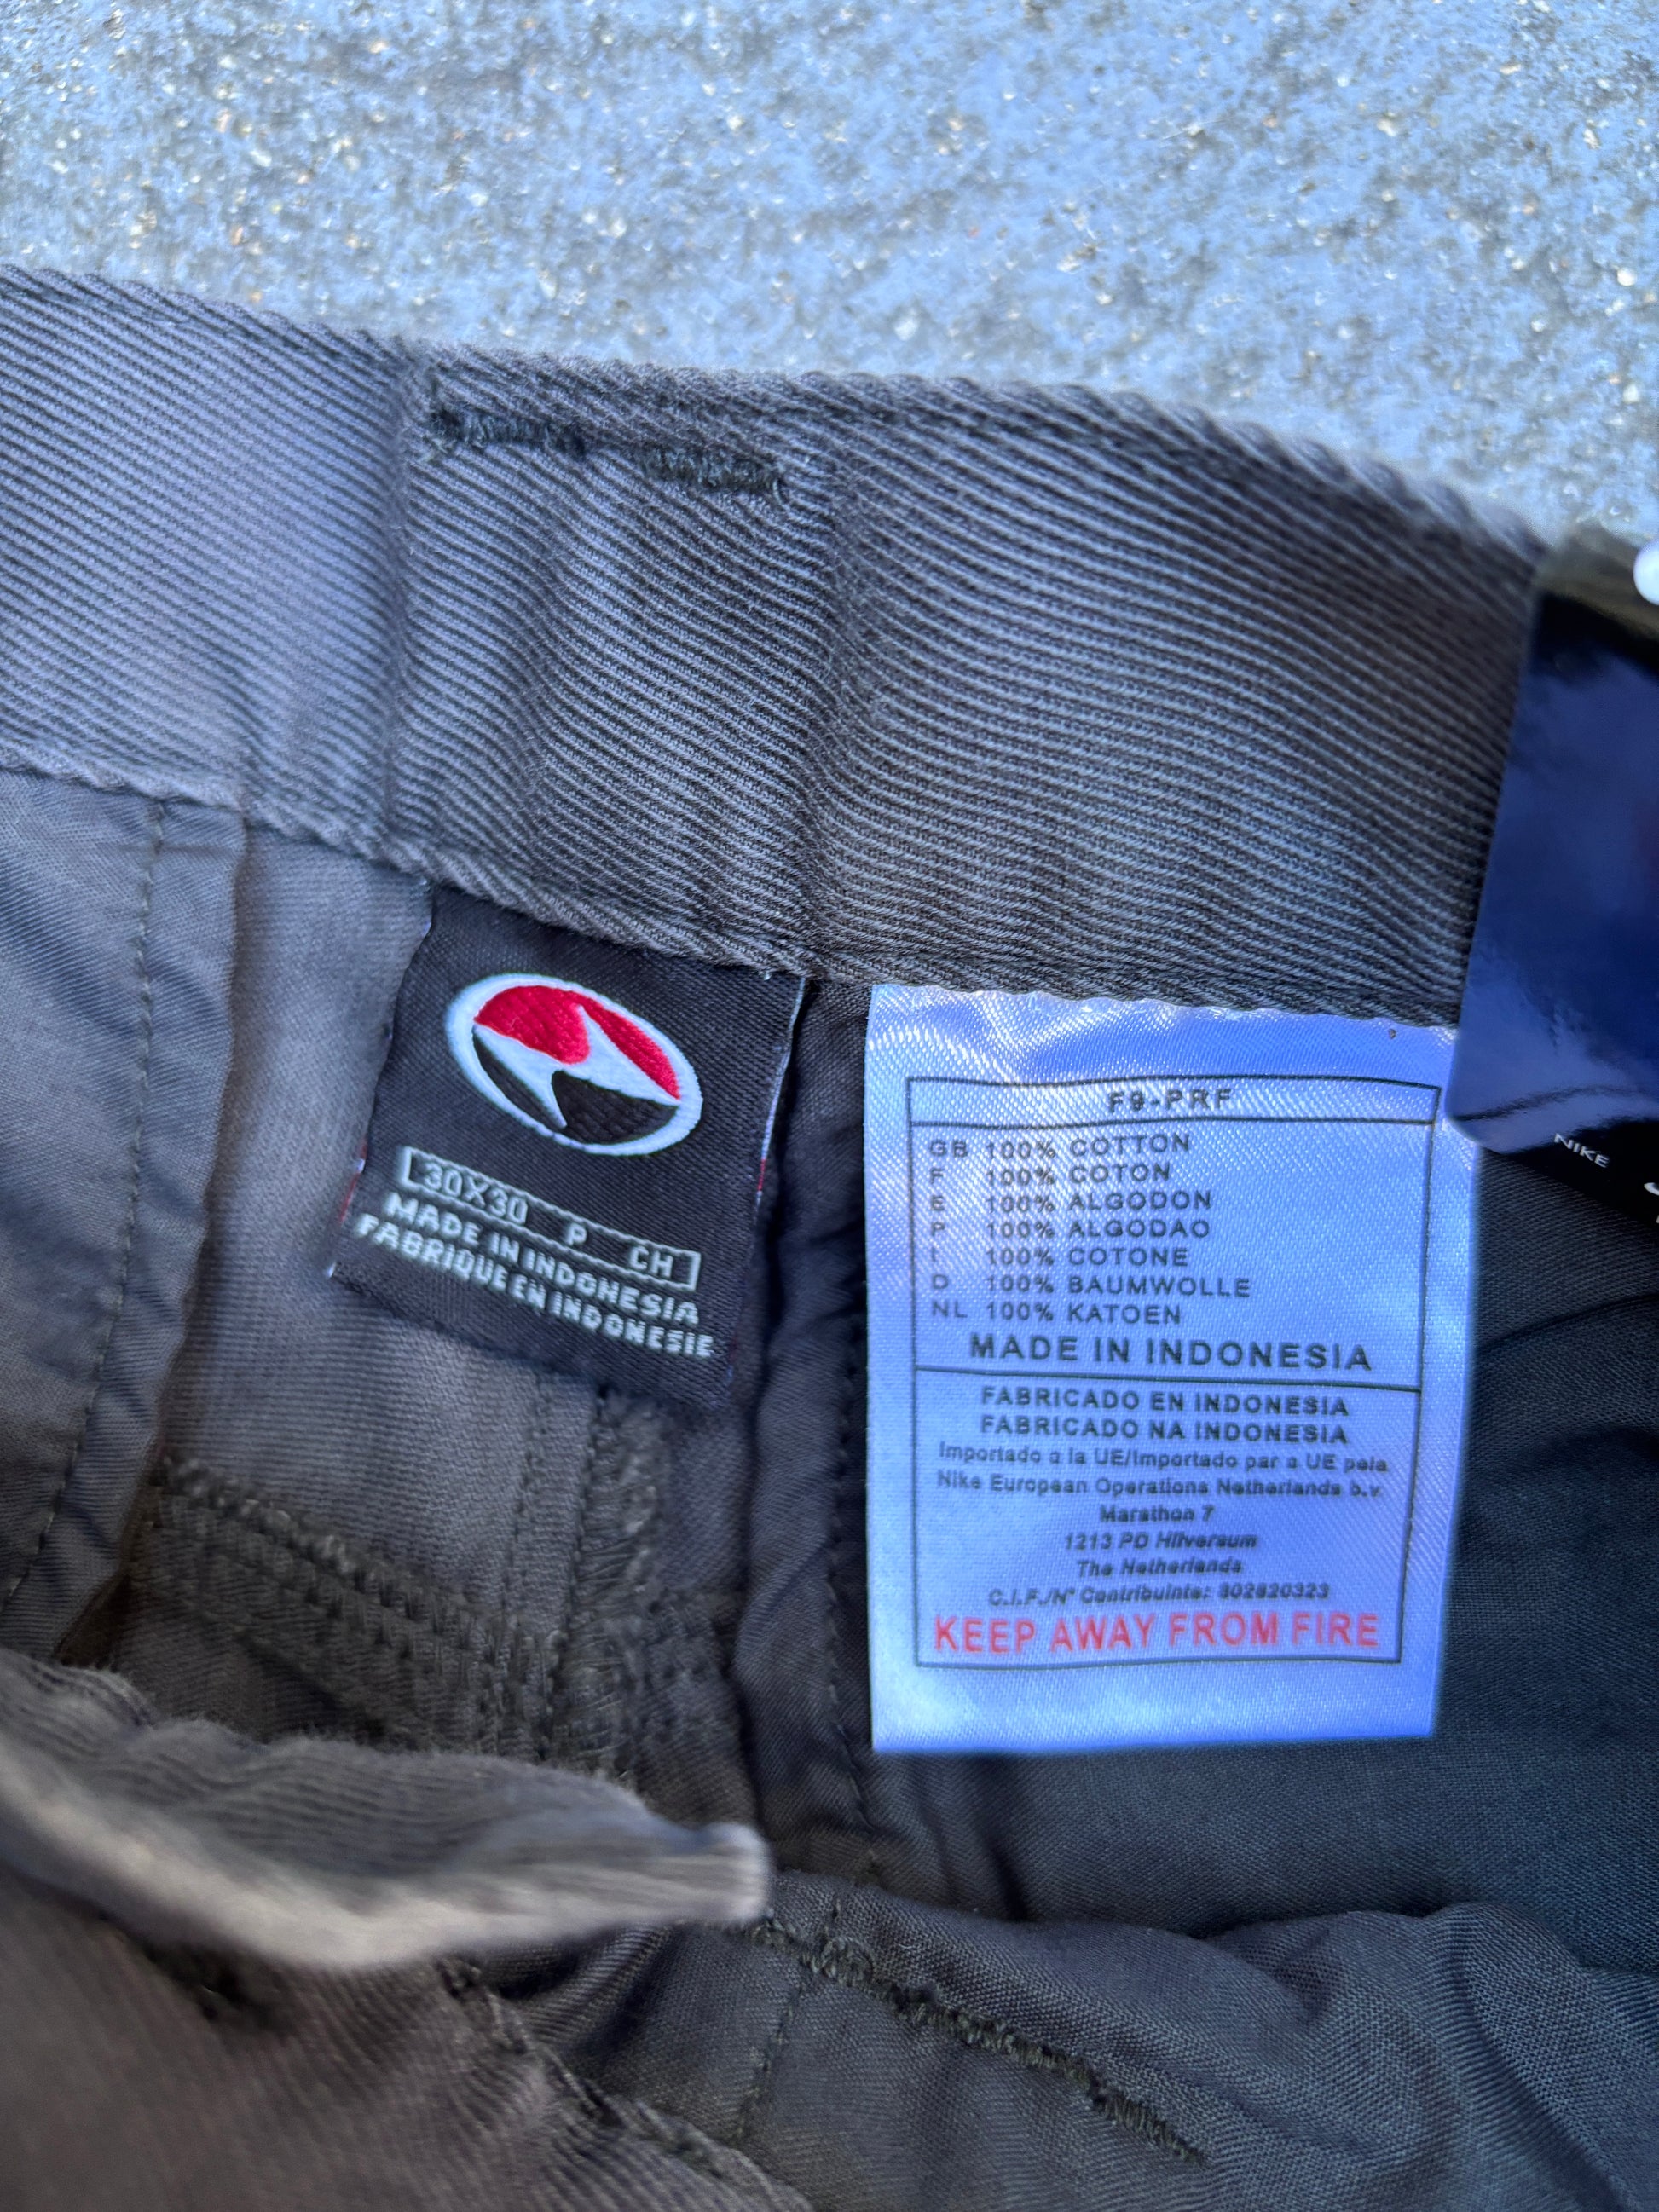 30X30 P CH
MADE IN INDONESIA
FABRIQUE EN INDONESIE
F9-PRF
GB 100% COTTON
F 100% COTON
E 100% ALGODON
P 100% ALGODAO
I 100% COTONE
D 100% BAUMWOLLE
NL 100% KATOEN
MADE IN INDONESIA
FABRICADO EN INDONESIA
FABRICADO NA INDONESIA
Importado a la UE/Importado par a UE pela
Nike European Operations Netherlands b.v.
Marathon 7
1213 PD Hilversum
The Netherlands
C.I.F./N° Contribuinte: 802820323
KEEP AWAY FROM FIRE
NIKE